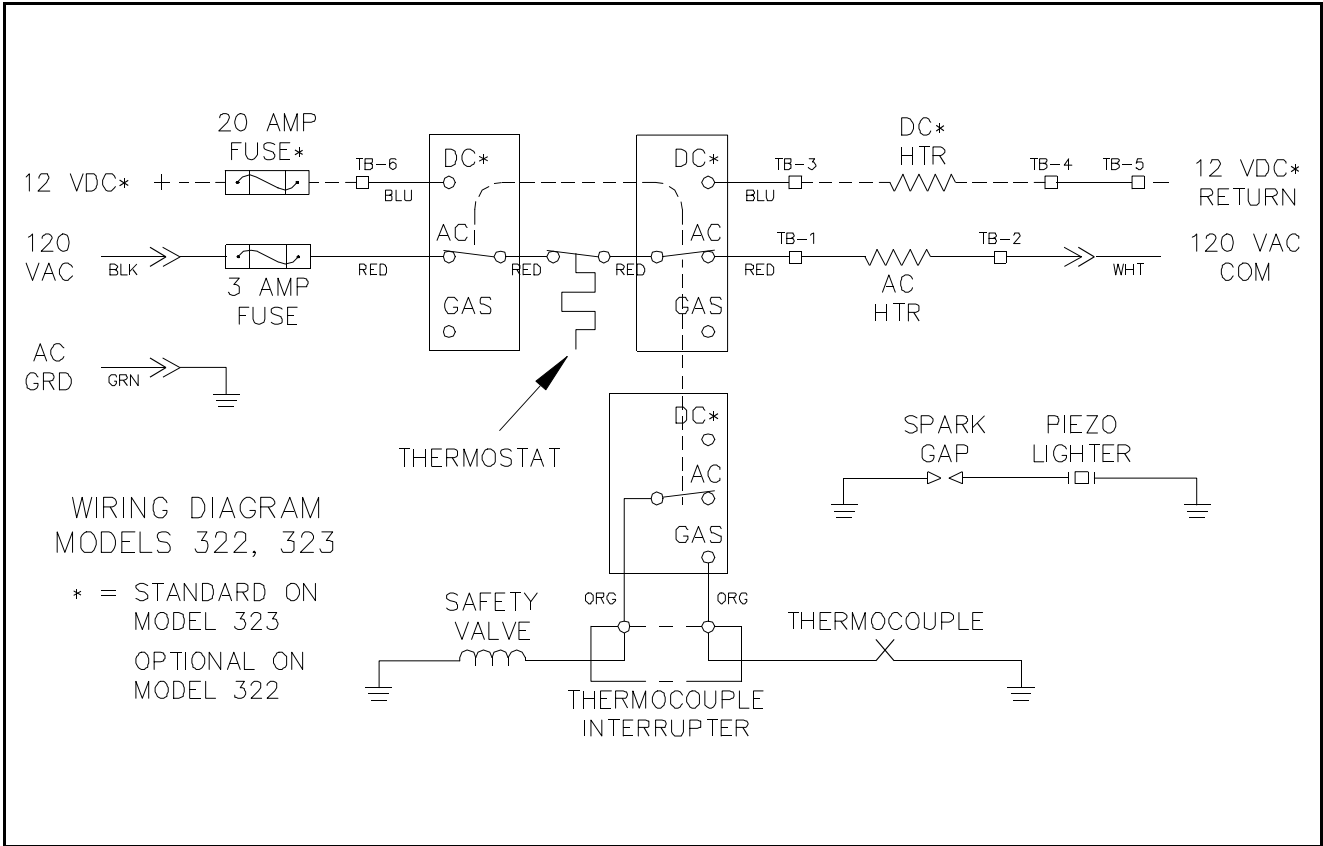 20 AMP
FUSE*
12 VDC* +
TB-6
BLU
DC*
DC*
TB-3
BLU
DC*
HTR
TB-4
TB-5
12 VDC*
RETURN
120
VAC
BLK
3 AMP
FUSE
RED
AC
RED
RED
AC
RED
TB-1
AC
HTR
TB-2
WHT
120 VAC
COM
GAS
GAS
AC
GRD
GRN
THERMOSTAT
DC*
AC
GAS
SPARK
GAP
PIEZO
LIGHTER
WIRING DIAGRAM
MODELS 322, 323
* = STANDARD ON
MODEL 323
OPTIONAL ON
MODEL 322
SAFETY
VALVE
ORG
ORG
THERMOCOUPLE
THERMOCOUPLE
INTERRUPTER